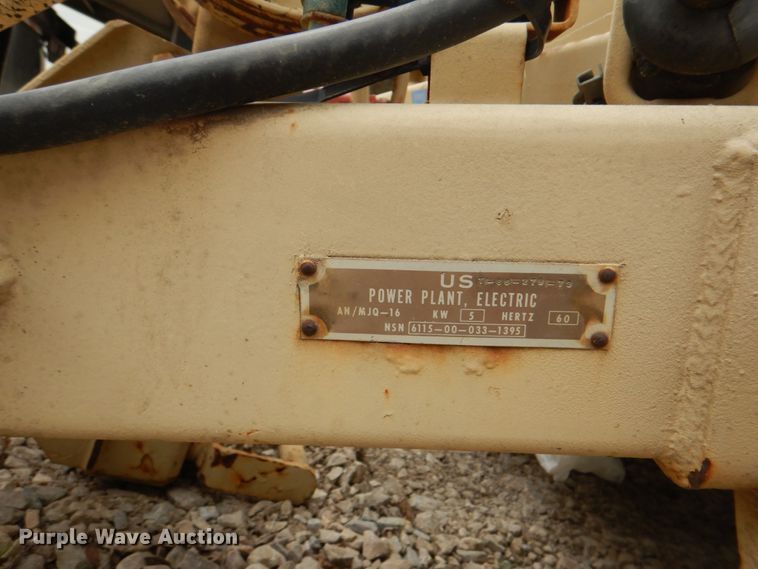 US
POWER PLANT, ELECTRIC
AN/MJQ-16 KW 5 HERTZ 60
NSN 6115-00-033-1395
Purple Wave Auction